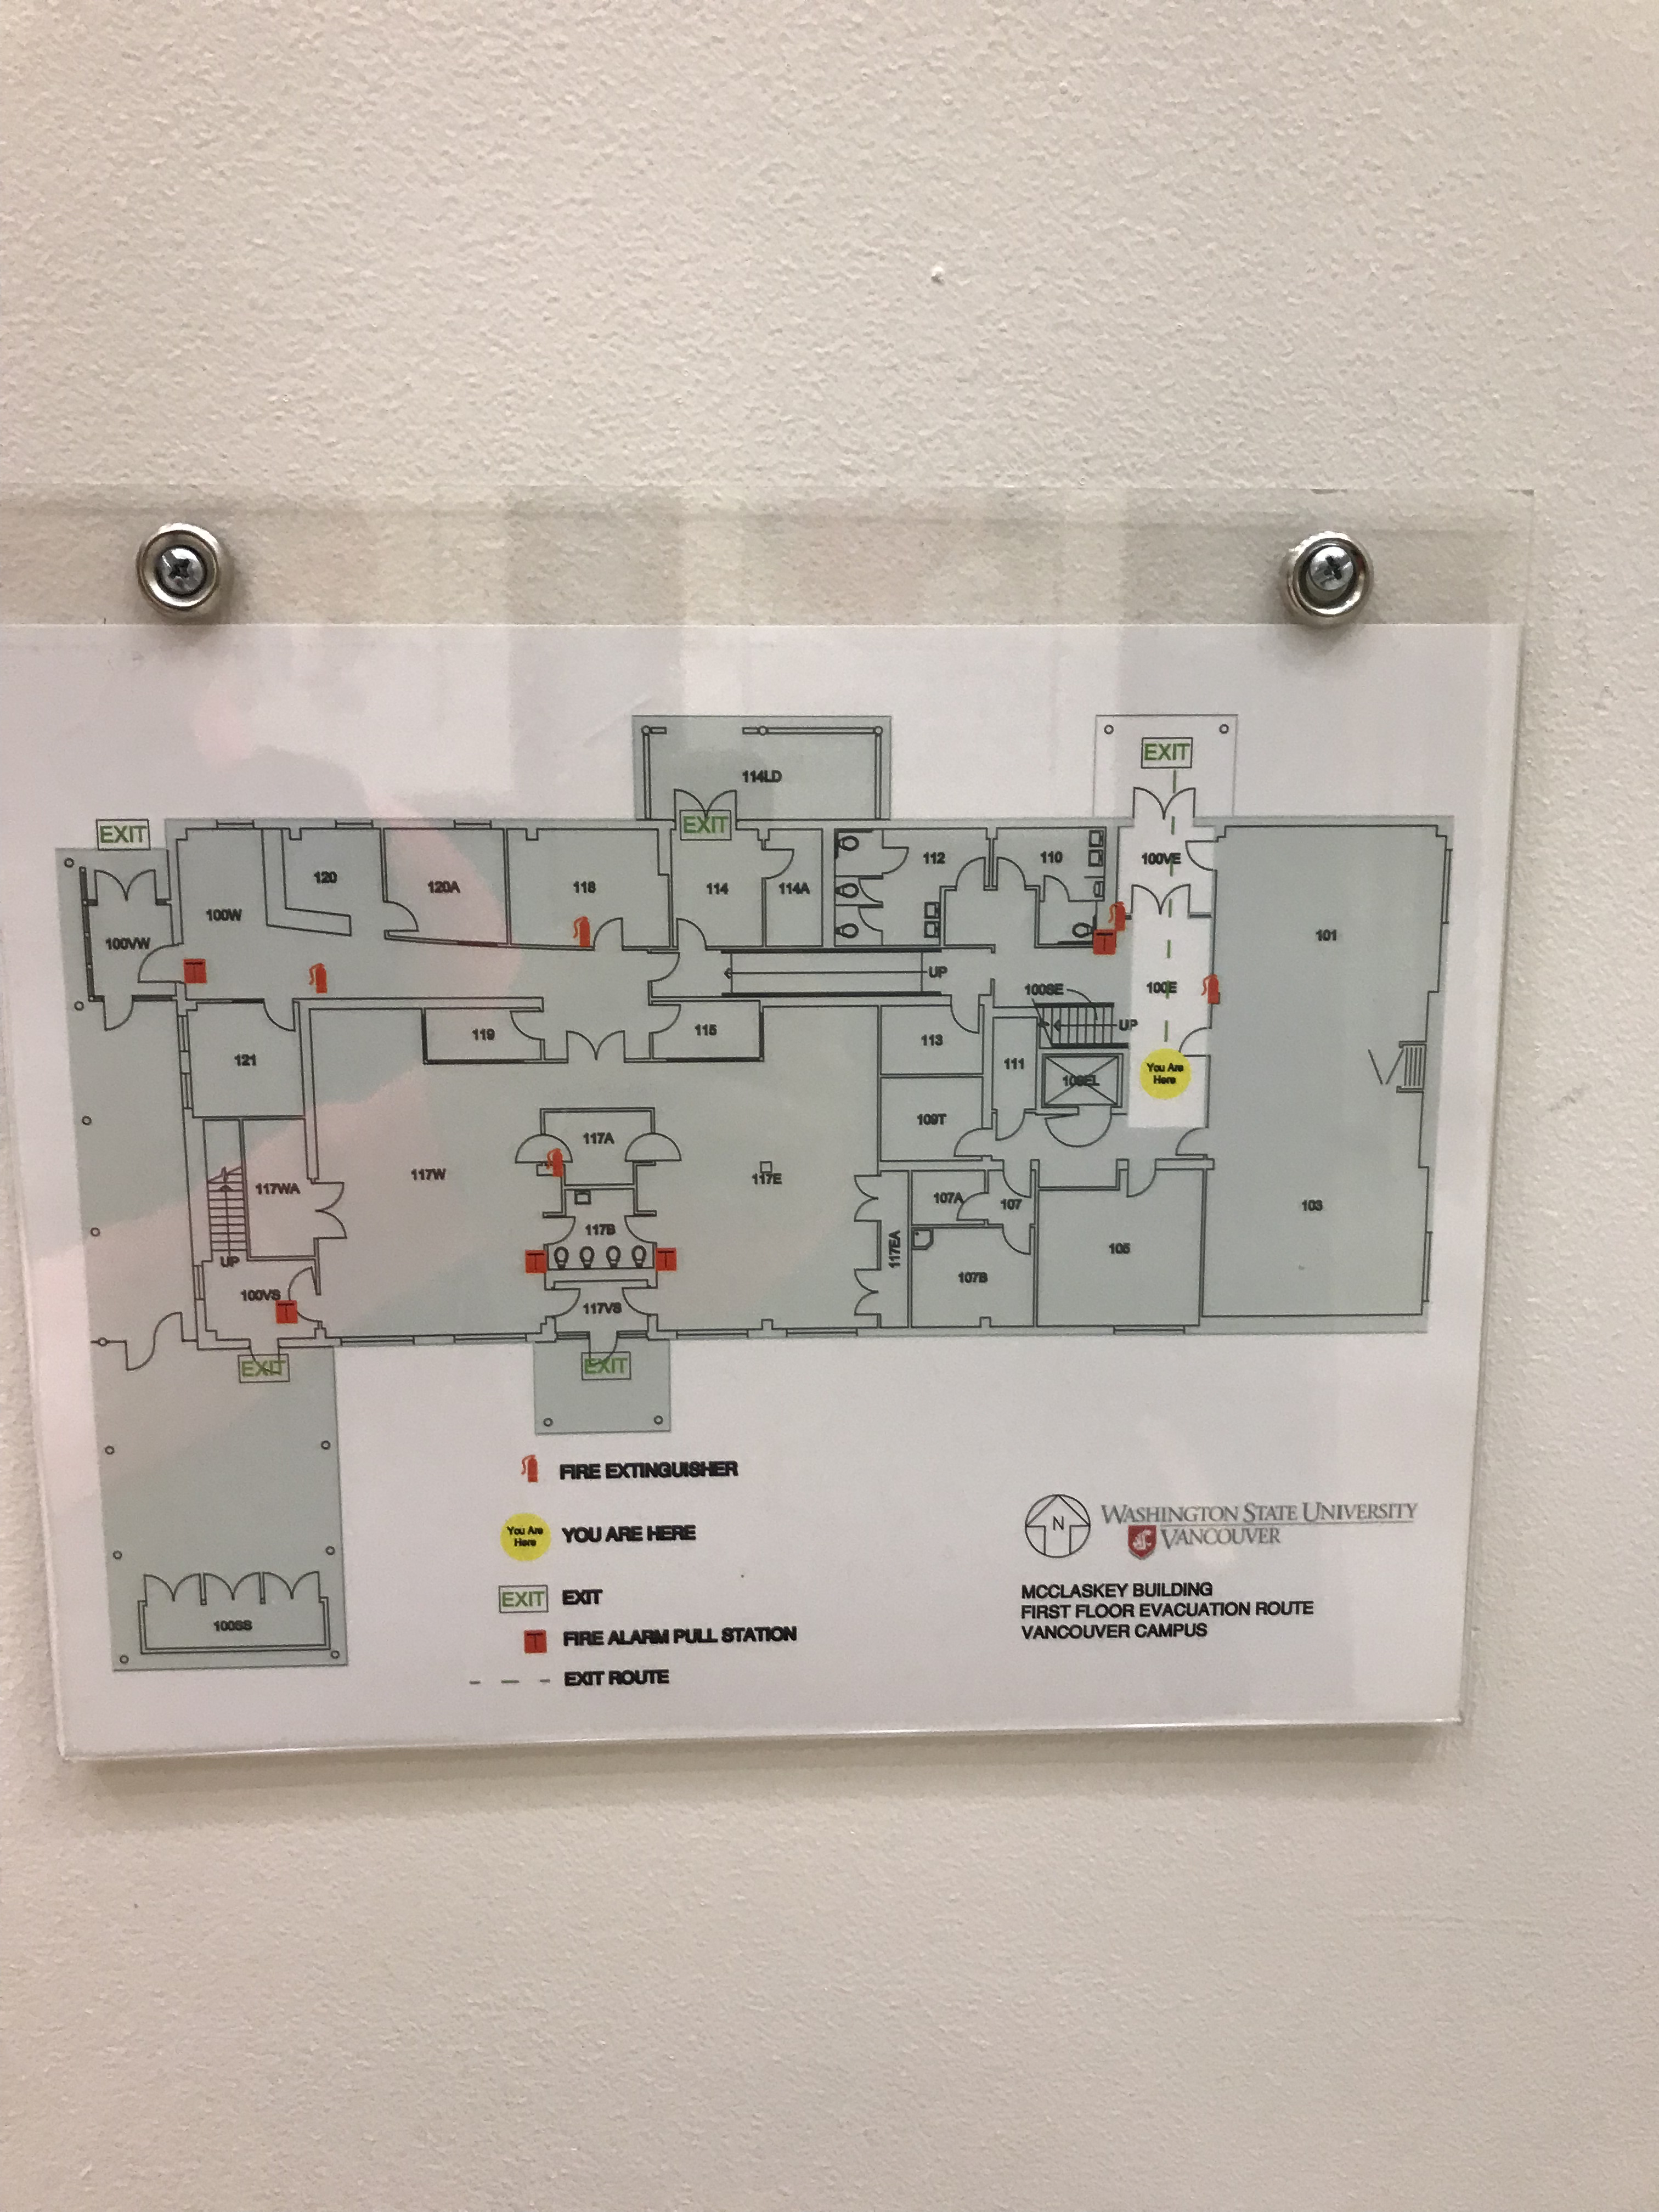 114LD
EXIT
EXIT
EXIT
100VW
100W
120
120A
118
114
114A
112
110
100VE
101
UP
100SE
100E
UP
119
115
113
111
100EL
You Are
Here
121
109T
117A
117W
117E
117WA
117B
107A
107
103
105
UP
117EA
107B
100VS
117VS
EXIT
EXIT
FIRE EXTINGUISHER
You Are
Here
YOU ARE HERE
EXIT
EXIT
T
FIRE ALARM PULL STATION
EXIT ROUTE
100SS
N
WASHINGTON STATE UNIVERSITY
VANCOUVER
MCCLASKEY BUILDING
FIRST FLOOR EVACUATION ROUTE
VANCOUVER CAMPUS